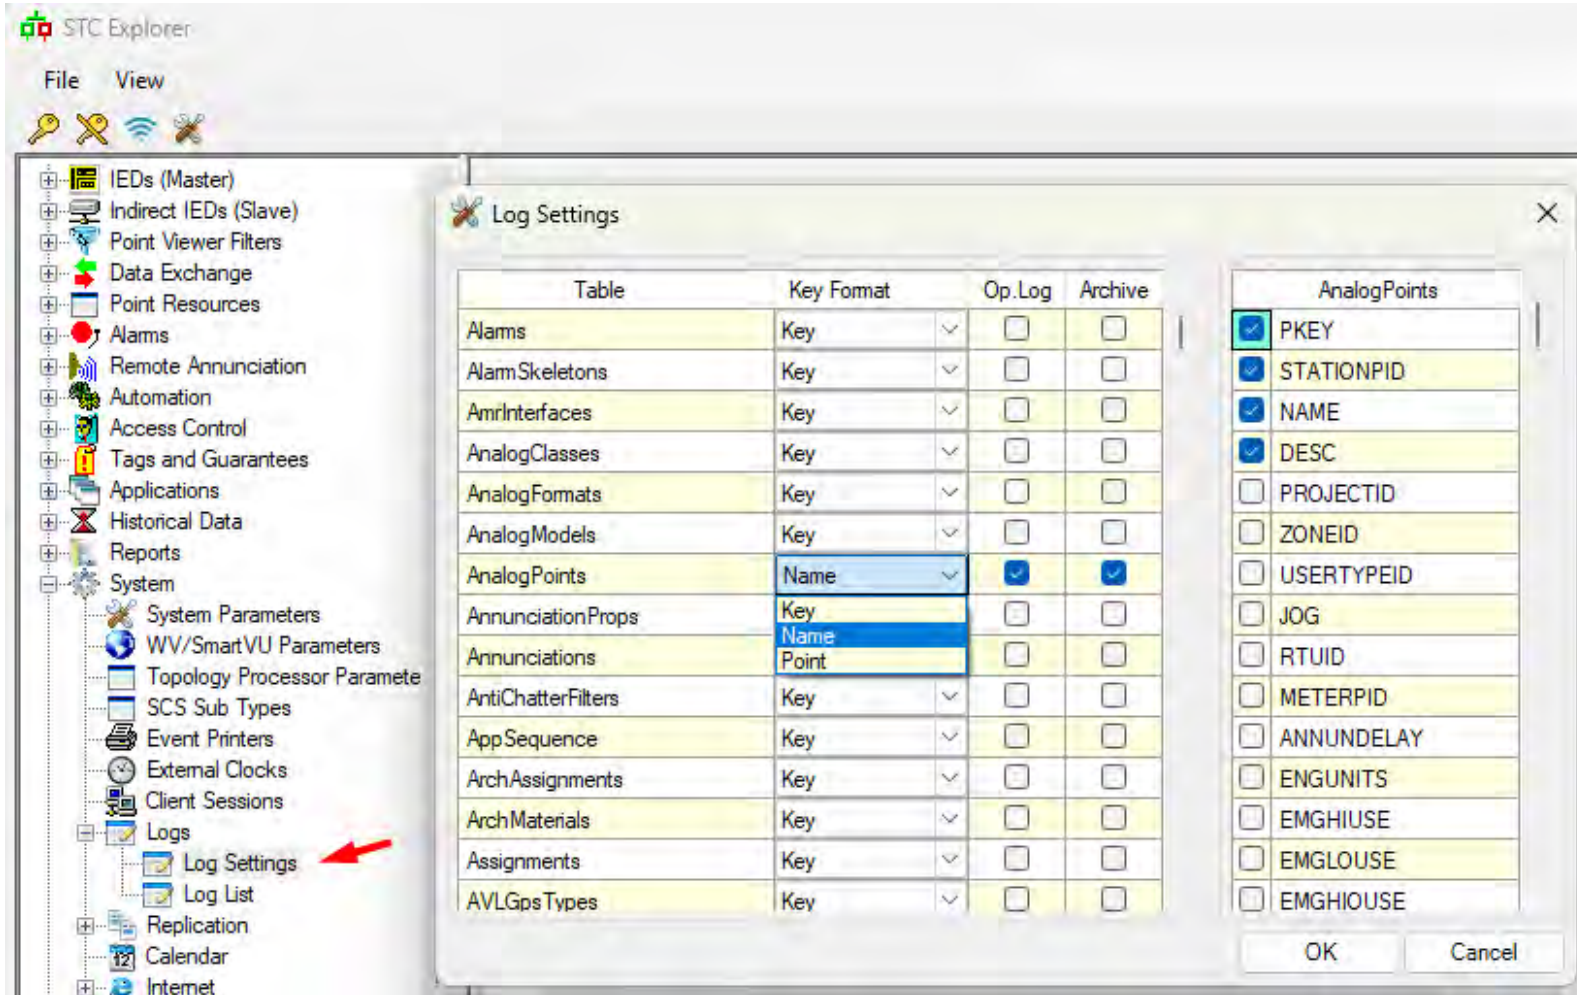 STC Explorer
File View
IEDs (Master)
Indirect IEDs (Slave)
Point Viewer Filters
Data Exchange
Point Resources
Alarms
Remote Annunciation
Automation
Access Control
Tags and Guarantees
Applications
Historical Data
Reports
System
System Parameters
WV/SmartVU Parameters
Topology Processor Paramete
SCS Sub Types
Event Printers
External Clocks
Client Sessions
Logs
Log Settings
Log List
Replication
12 Calendar
Internet
Log Settings
Table Key Format Op.Log Archive
Alarms Key
AlarmSkeletons Key
AmrInterfaces Key
AnalogClasses Key
AnalogFormats Key
AnalogModels Key
AnalogPoints Name
AnnunciationProps Key
Name
Annunciations Point
AntiChatterFilters Key
AppSequence Key
ArchAssignments Key
ArchMaterials Key
Assignments Key
AVLGpsTypes Key
AnalogPoints
PKEY
STATIONPID
NAME
DESC
PROJECTID
ZONEID
USERTYPEID
JOG
RTUID
METERPID
ANNUNDELAY
ENGUNITS
EMGHIUSE
EMGLOUSE
EMGHIOUSE
OK Cancel